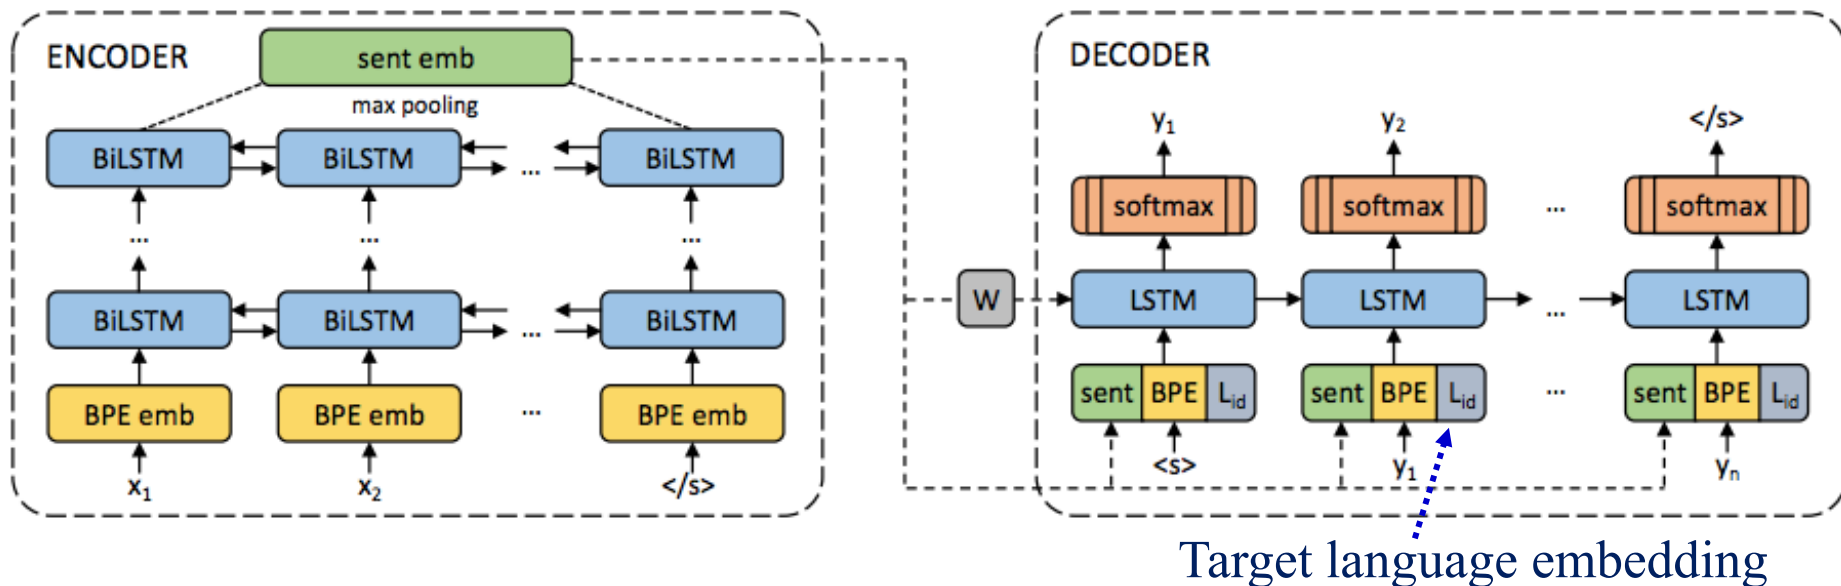 ENCODER
sent emb
max pooling
BiLSTM BiLSTM ... BiLSTM
... ... ...
BiLSTM BiLSTM ... BiLSTM
BPE emb BPE emb ... BPE emb
x1 x2 </s>
W
DECODER
y1 y2 </s>
softmax softmax ... softmax
LSTM LSTM ... LSTM
sent BPE Lid sent BPE Lid ... sent BPE Lid
<s> y1 yn
Target language embedding